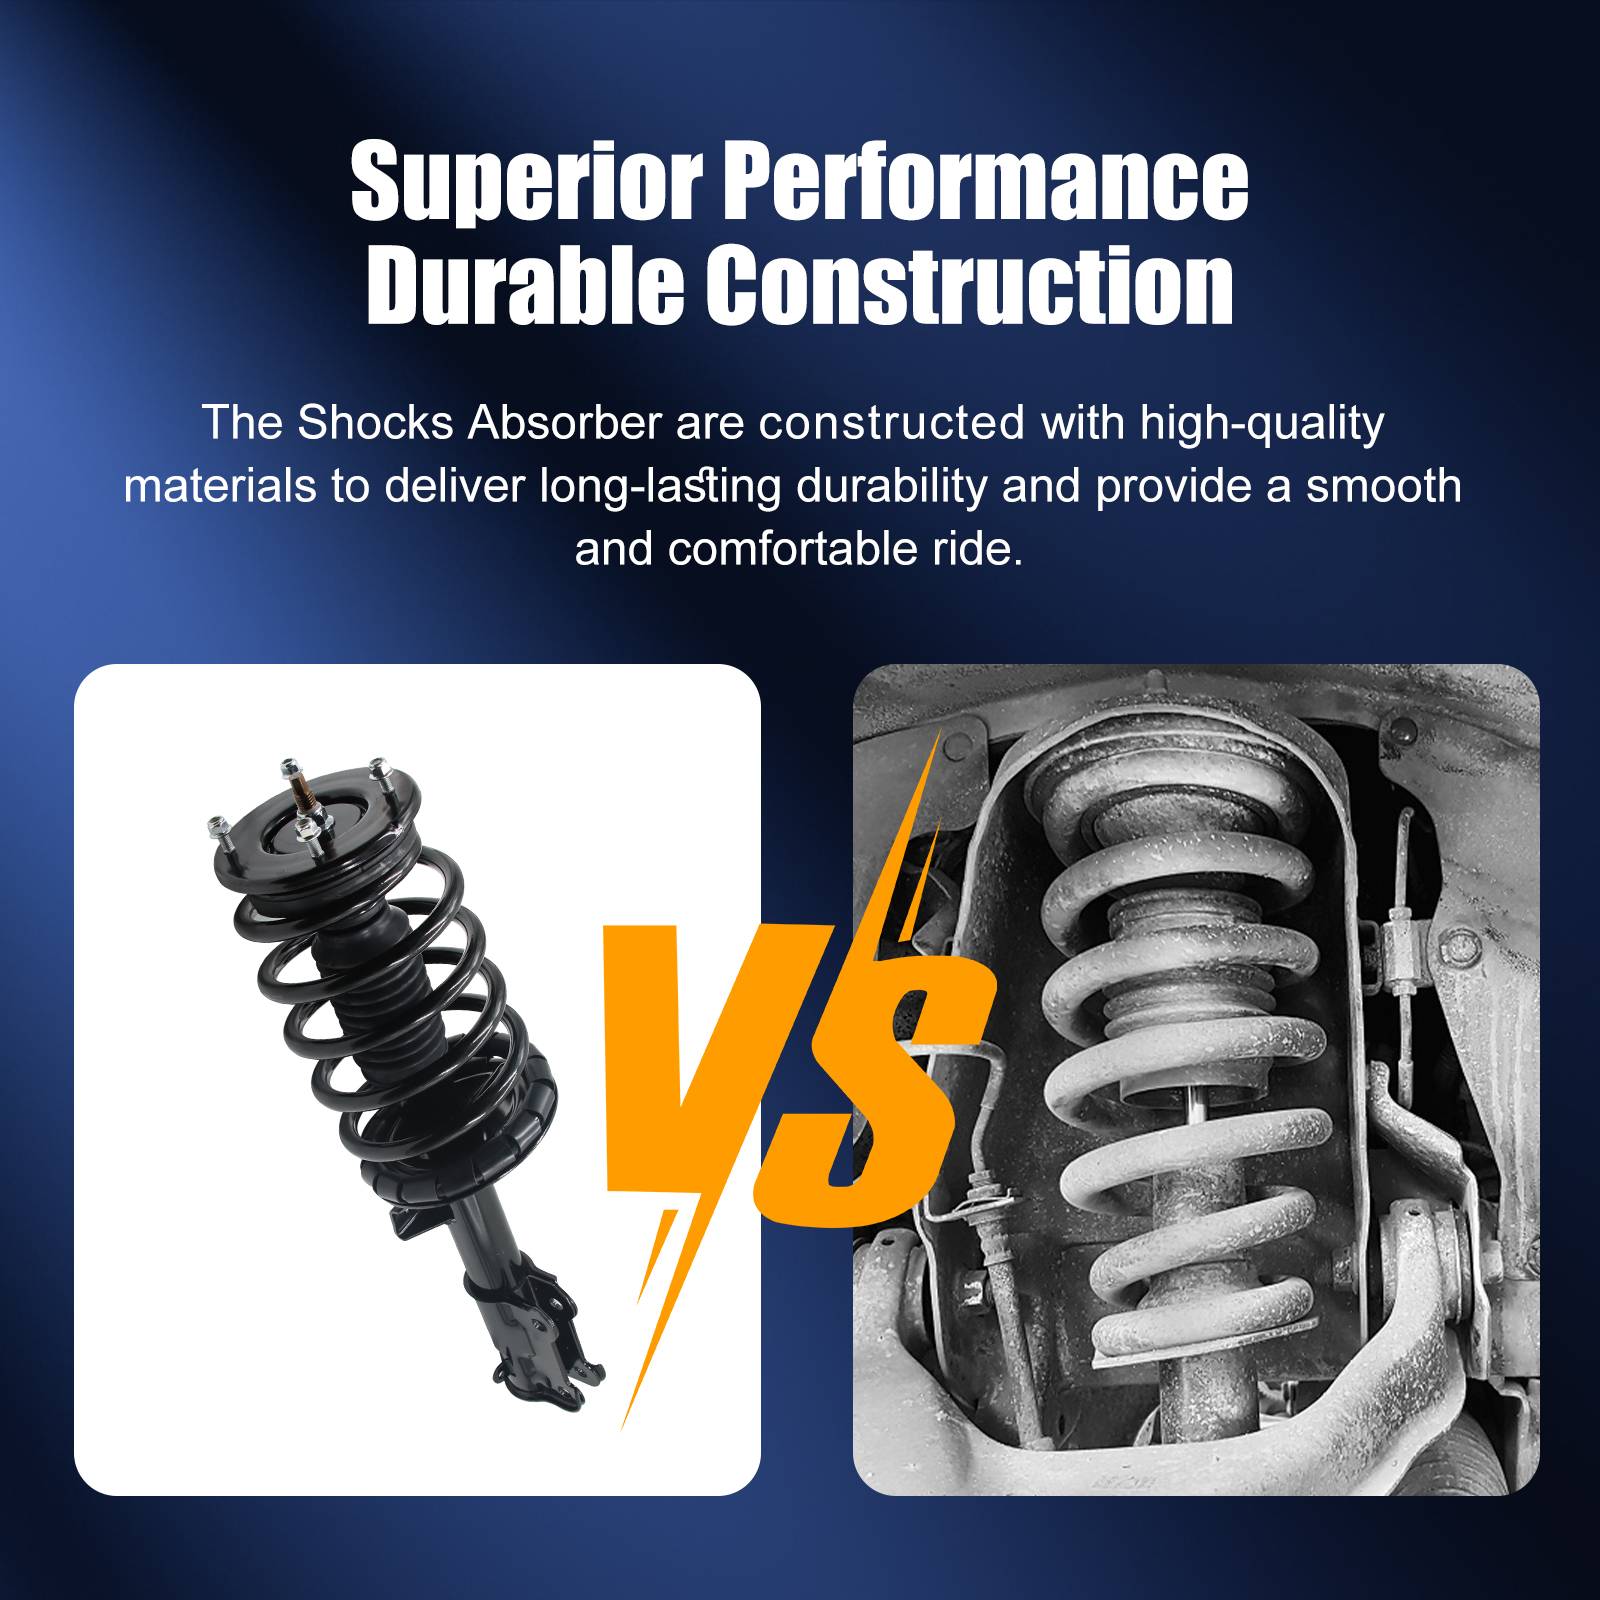 Superior Performance
Durable Construction
The Shocks Absorber are constructed with high-quality
materials to deliver long-lasting durability and provide a smooth
and comfortable ride.
VS